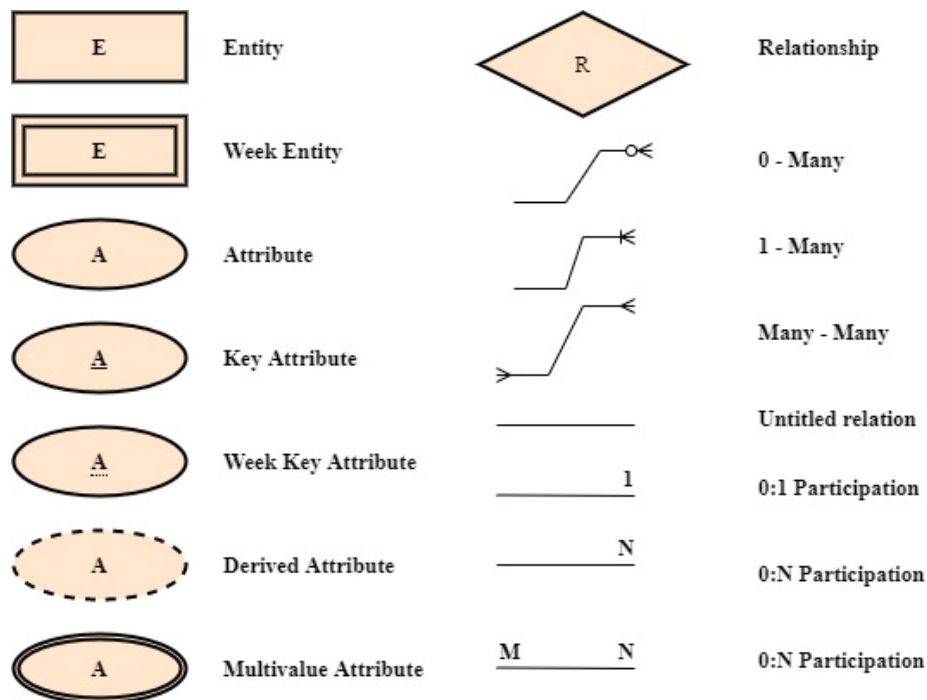 E
Entity
R
Relationship
E
Week Entity
0 - Many
A
Attribute
1 - Many
A
Key Attribute
Many - Many
Untitled relation
A
Week Key Attribute
1
0:1 Participation
N
A
Derived Attribute
0:N Participation
M N
A
Multivalue Attribute
0:N Participation